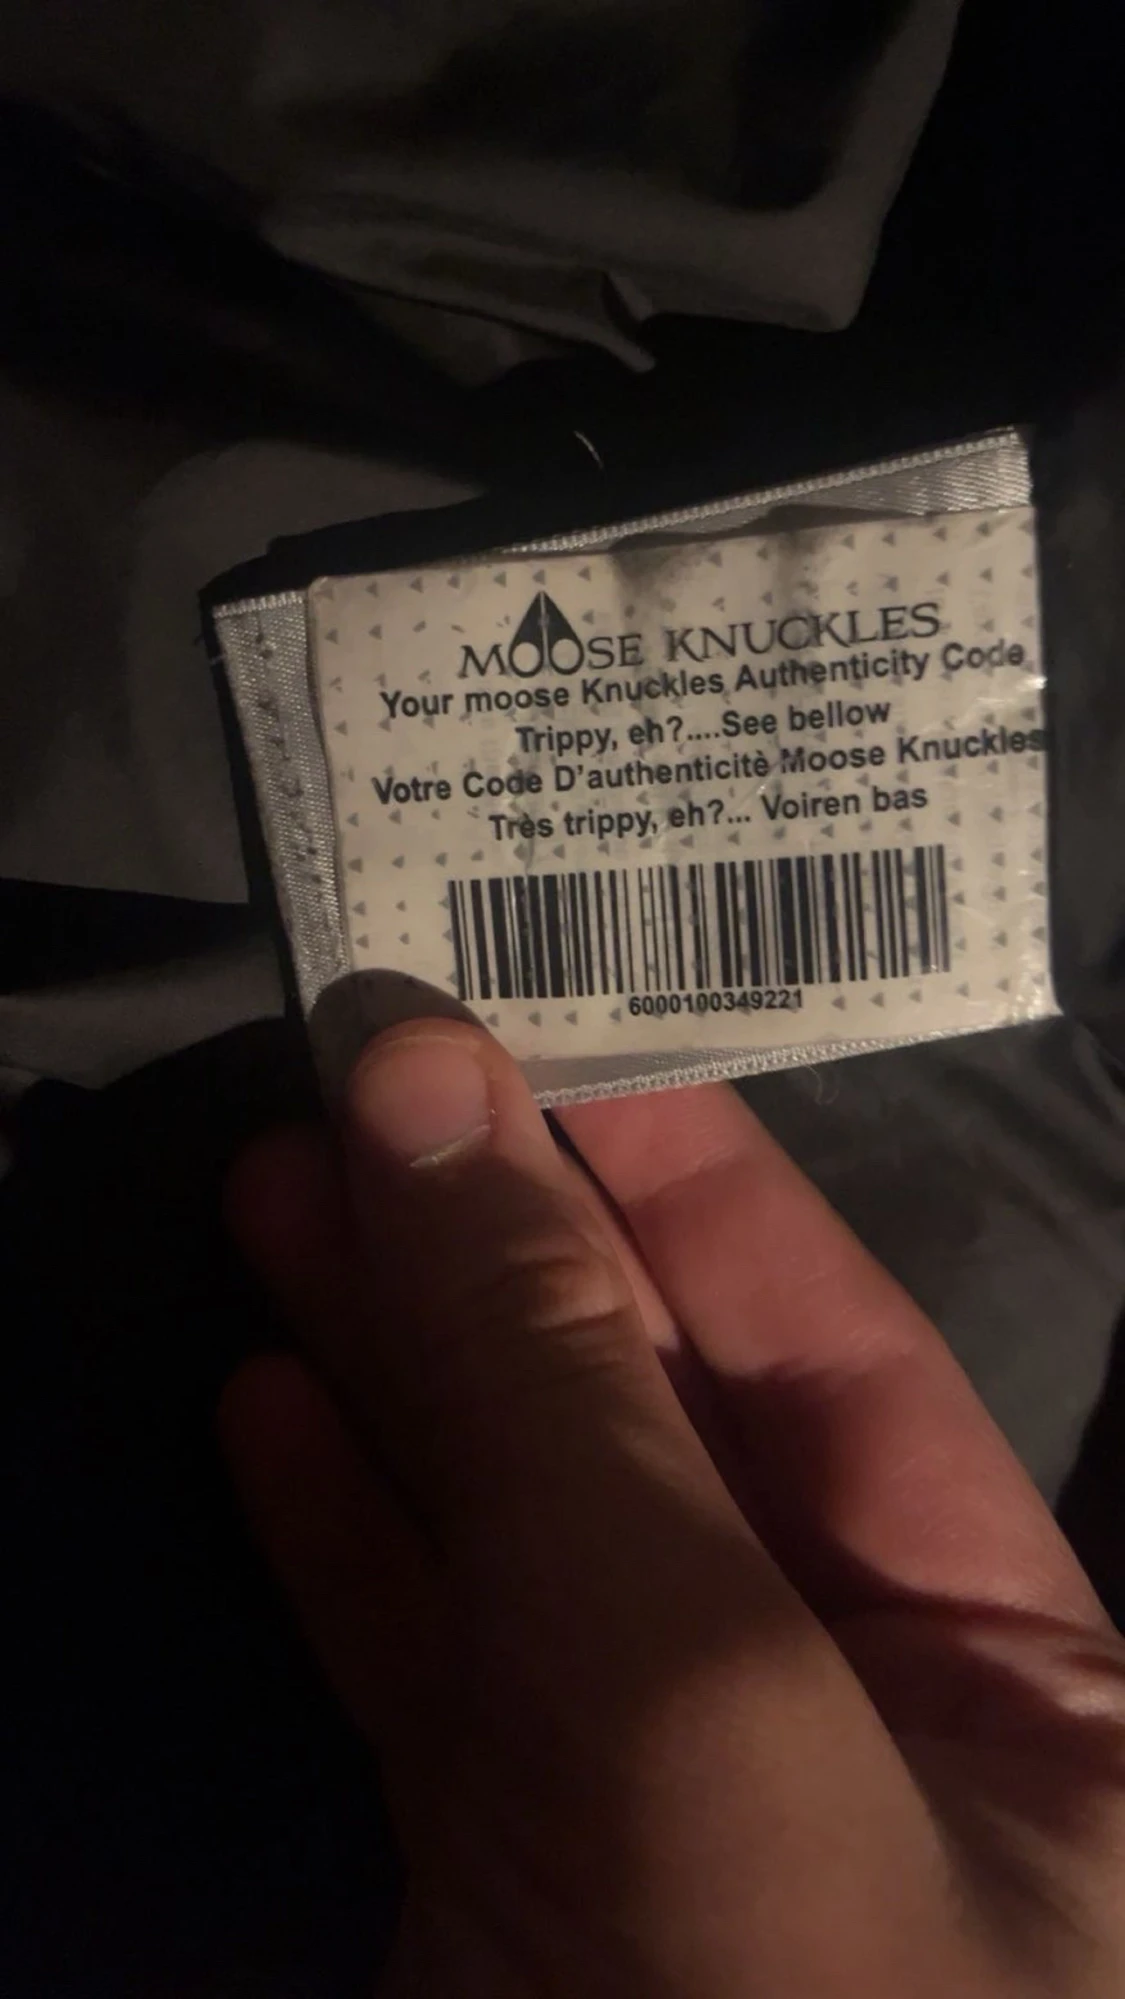 MOOSE KNUCKLES
Your moose Knuckles Authenticity Code
Trippy, eh?....See bellow
Votre Code D'authenticitè Moose Knuckles
Très trippy, eh?... Voiren bas
6000100349221